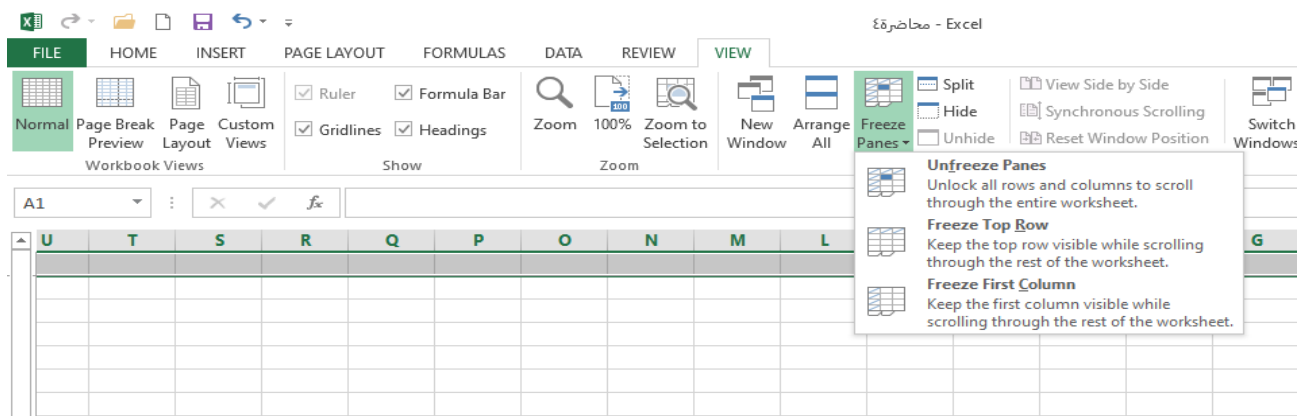 محاضرة٤ - Excel
FILE HOME INSERT PAGE LAYOUT FORMULAS DATA REVIEW VIEW
Normal
Page Break Preview
Page Layout
Custom Views
Workbook Views
Ruler
Formula Bar
Gridlines
Headings
Show
Zoom
100
100%
Zoom to Selection
Zoom
New Window
Arrange All
Freeze Panes
Split
Hide
Unhide
View Side by Side
Synchronous Scrolling
Reset Window Position
Switch Windows
Unfreeze Panes
Unlock all rows and columns to scroll
through the entire worksheet.
Freeze Top Row
Keep the top row visible while scrolling
through the rest of the worksheet.
Freeze First Column
Keep the first column visible while
scrolling through the rest of the worksheet.
A1
fx
U T S R Q P O N M L G